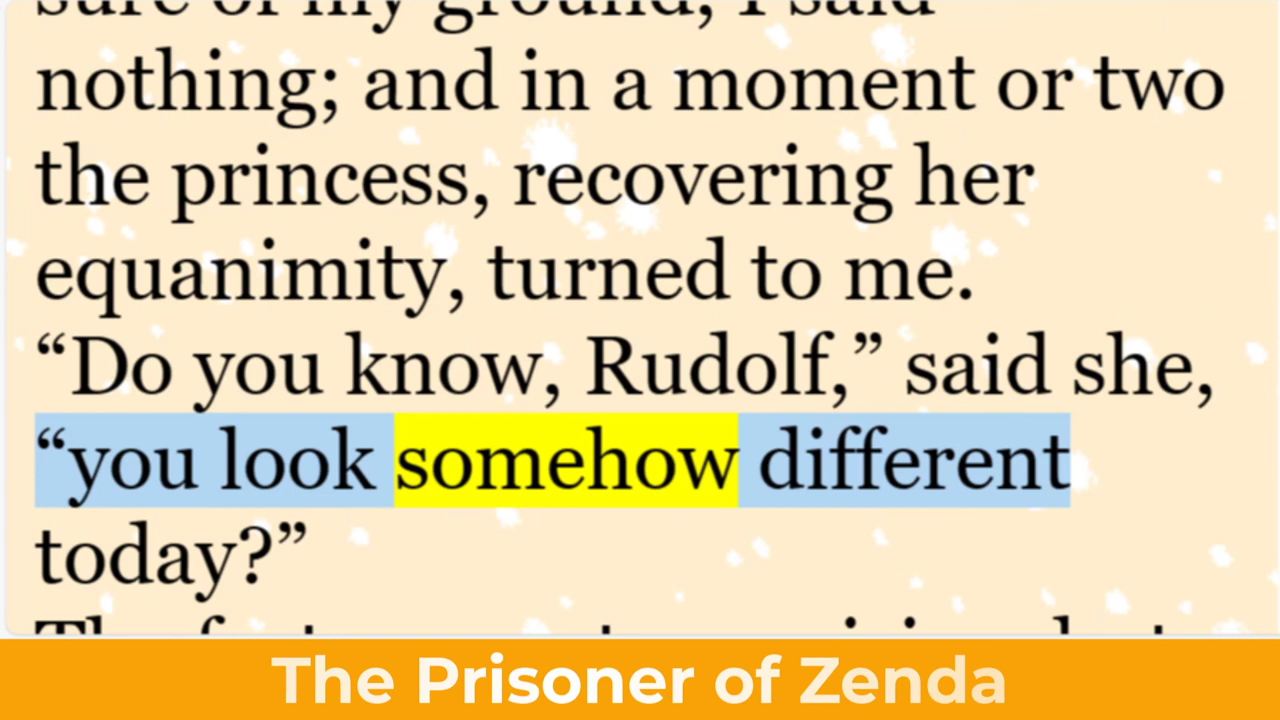 sure of my ground, I said
nothing; and in a moment or two
the princess, recovering her
equanimity, turned to me.
“Do you know, Rudolf,” said she,
“you look somehow different
today?”
The Prisoner of Zenda